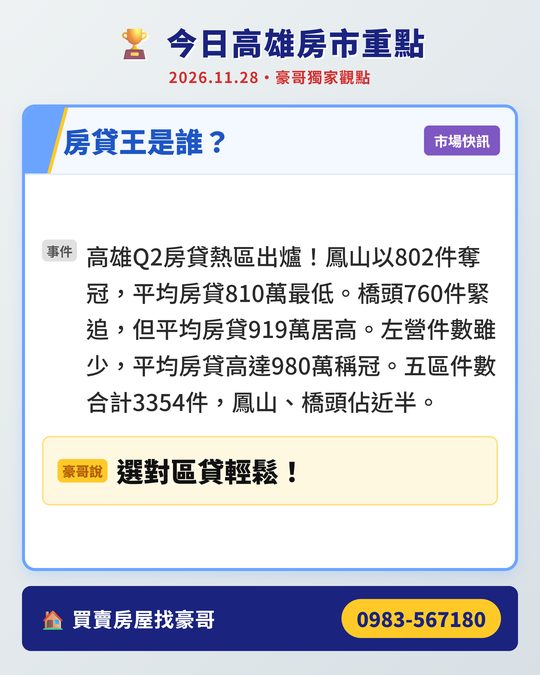 今日高雄房市重點
2026.11.28・豪哥獨家觀點
房貸王是誰？
市場快訊
事件
高雄Q2房貸熱區出爐！鳳山以802件奪
冠，平均房貸810萬最低。橋頭760件緊
追，但平均房貸919萬居高。左營件數雖
少，平均房貸高達980萬稱冠。五區件數
合計3354件，鳳山、橋頭佔近半。
豪哥說
選對區貸輕鬆！
買賣房屋找豪哥
0983-567180